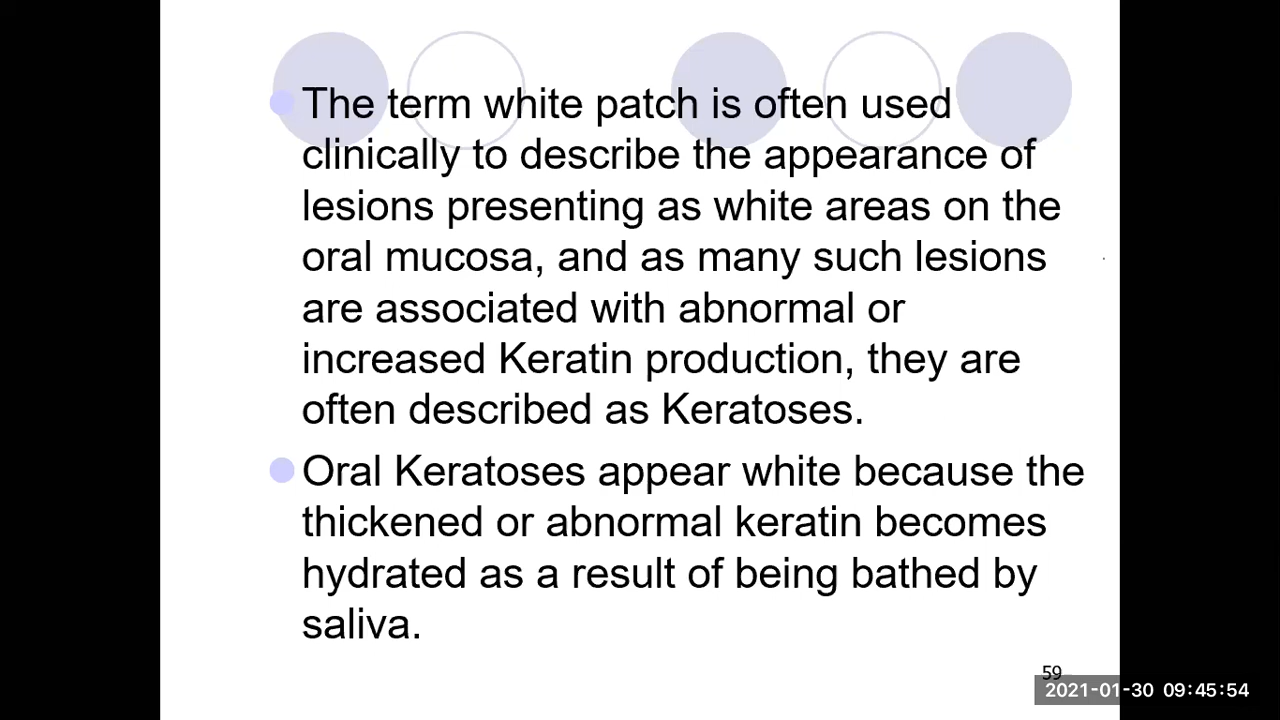 The term white patch is often used
clinically to describe the appearance of
lesions presenting as white areas on the
oral mucosa, and as many such lesions
are associated with abnormal or
increased Keratin production, they are
often described as Keratoses.
Oral Keratoses appear white because the
thickened or abnormal keratin becomes
hydrated as a result of being bathed by
saliva.
59
2021-01-30 09:45:54